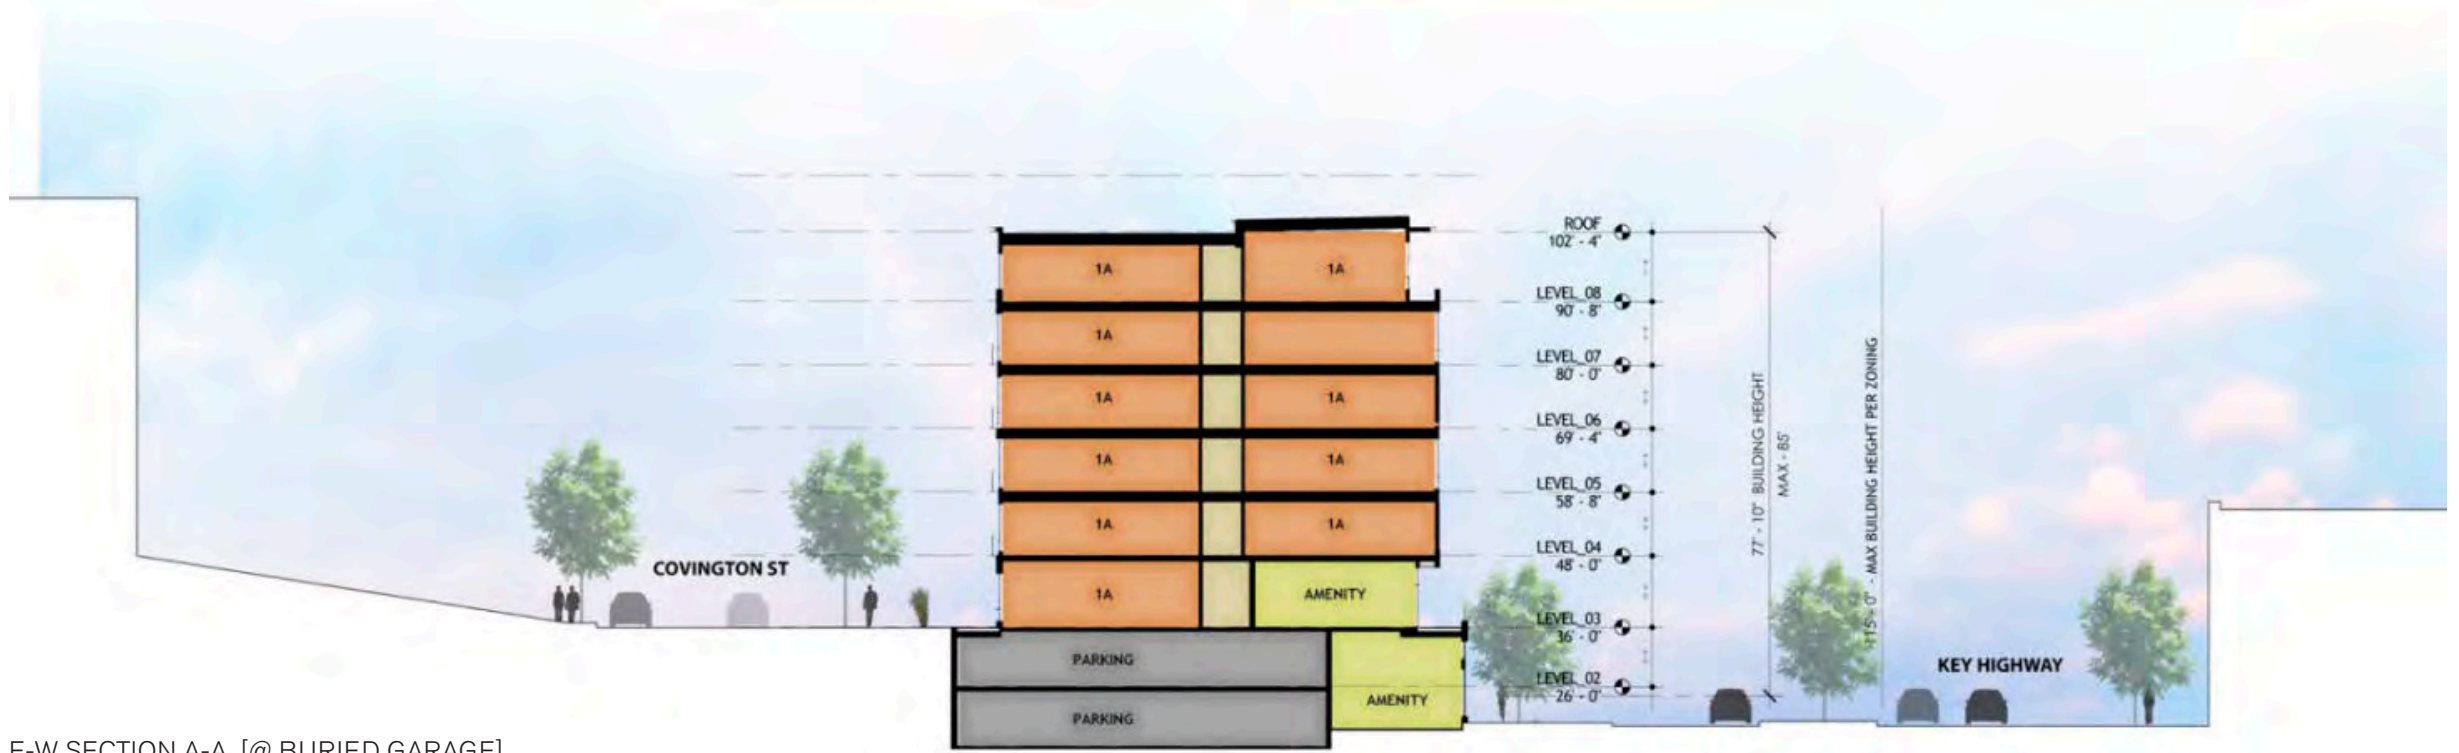 ROOF
102' - 4"
1A 1A
LEVEL_08
90' - 8"
1A
LEVEL_07
80' - 0"
1A 1A
LEVEL_06
69' - 4"
1A 1A
LEVEL_05
58' - 8"
1A 1A
LEVEL_04
48' - 0"
COVINGTON ST
1A AMENITY
LEVEL_03
36' - 0"
PARKING
LEVEL_02
26' - 0"
AMENITY
PARKING
77' - 10" BUILDING HEIGHT
MAX - 85'
115' - 0" - MAX BUILDING HEIGHT PER ZONING
KEY HIGHWAY
E-W SECTION A-A [@ BURIED GARAGE]